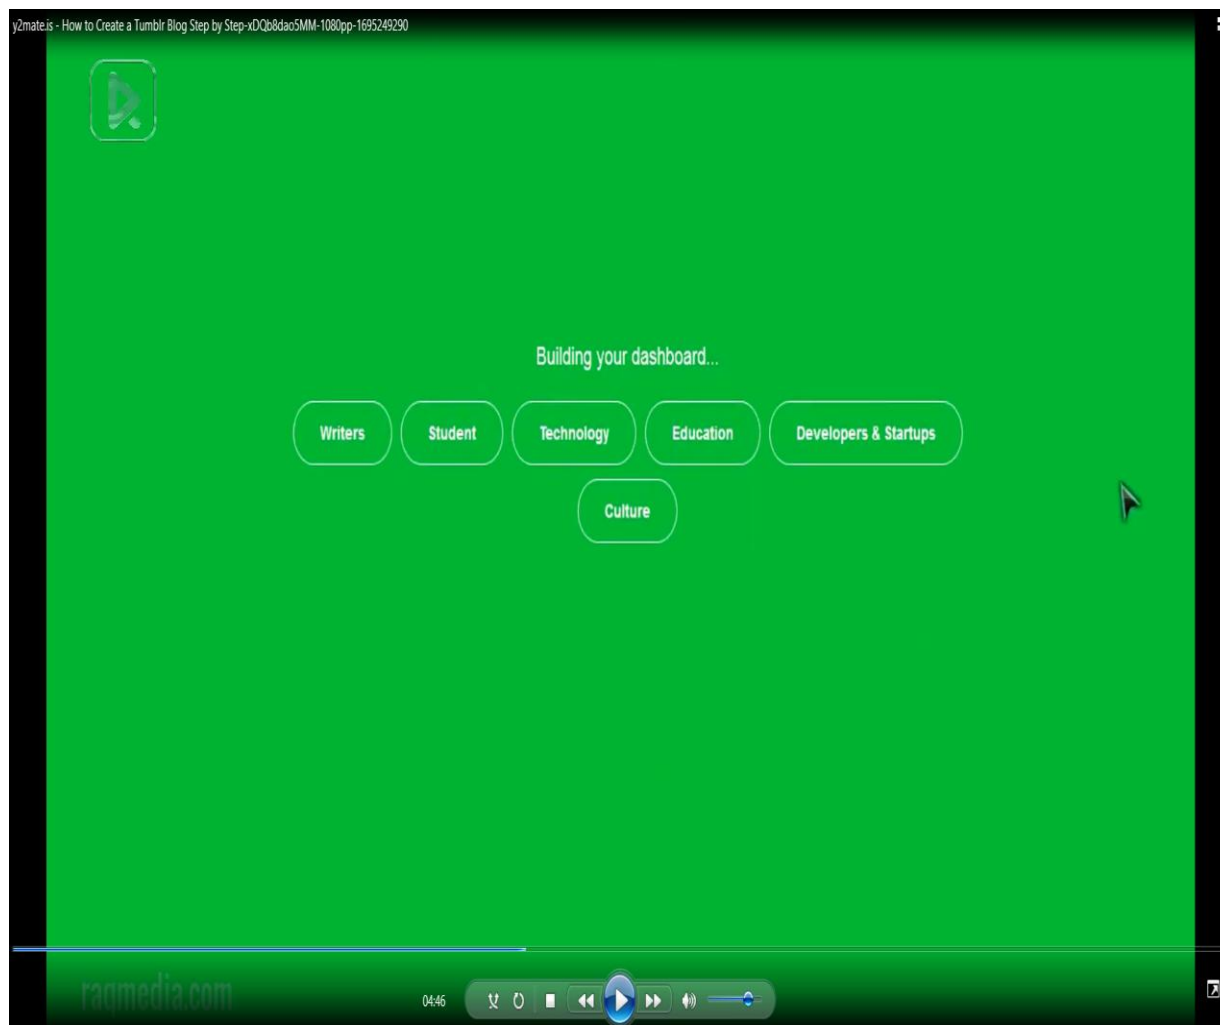 y2mate.is - How to Create a Tumblr Blog Step by Step-xDQb8dao5MM-1080pp-1695249290
Building your dashboard...
Writers Student Technology Education Developers & Startups
Culture
raqmedia.com
04:46